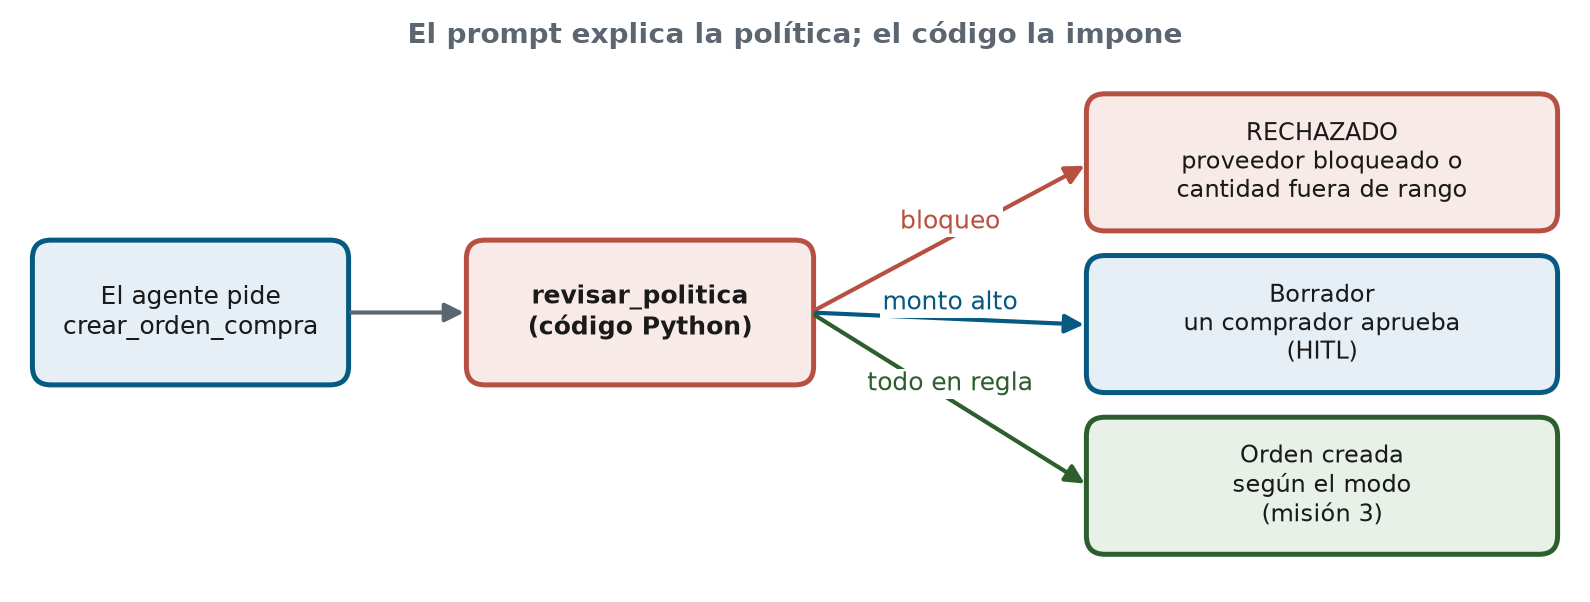 El prompt explica la política; el código la impone
El agente pide
crear_orden_compra
revisar_politica
(código Python)
bloqueo
monto alto
todo en regla
RECHAZADO
proveedor bloqueado o
cantidad fuera de rango
Borrador
un comprador aprueba
(HITL)
Orden creada
según el modo
(misión 3)